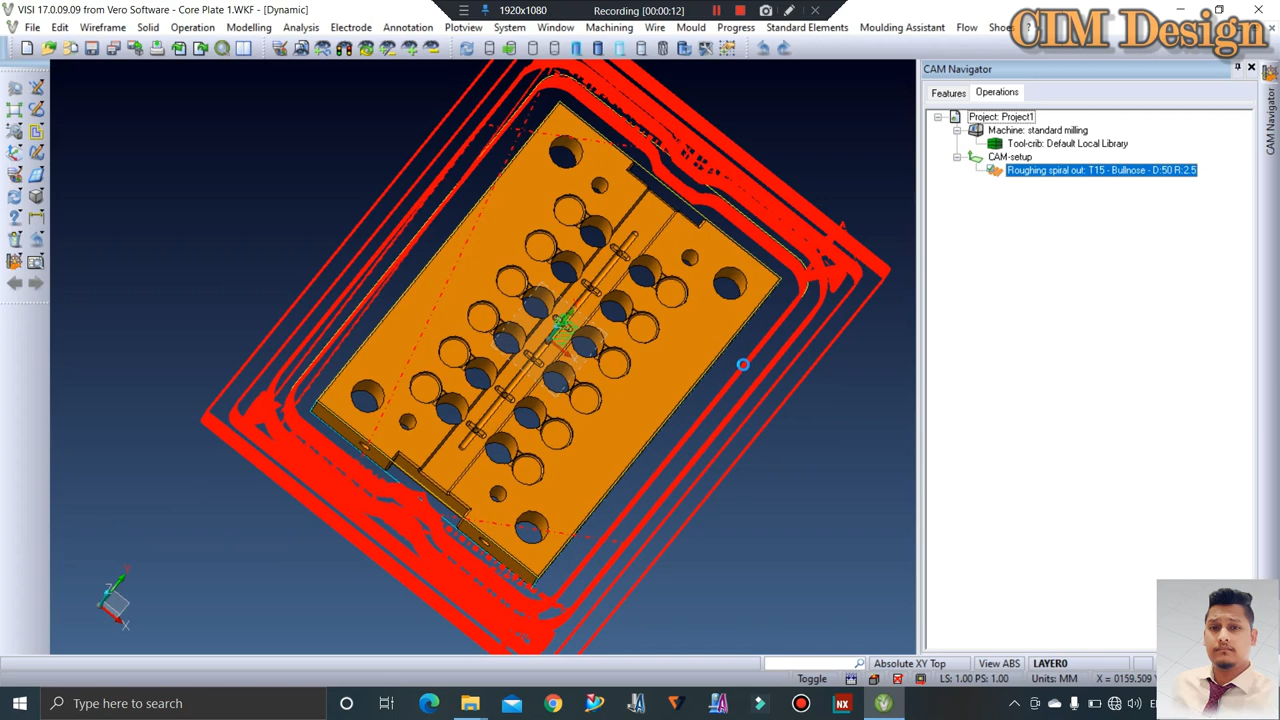 VISI 17.0.09.09 from Vero Software - Core Plate 1.WKF - [Dynamic]
1920x1080
Recording [00:00:12]
CIM Design
File Edit Wireframe Solid Operation Modelling Analysis Electrode Annotation Plotview System Window Machining Wire Mould Progress Standard Elements Moulding Assistant Flow Shoe
CAM Navigator
Features Operations
Project: Project1
Machine: standard milling
Tool-crib: Default Local Library
CAM-setup
Roughing spiral out: T15 - Bullnose - D:50 R:2.5
CAM Navigator
Z
X
Absolute XY Top View ABS LAYER0
Toggle LS: 1.00 PS: 1.00 Units: MM X = 0159.509
Type here to search
NX